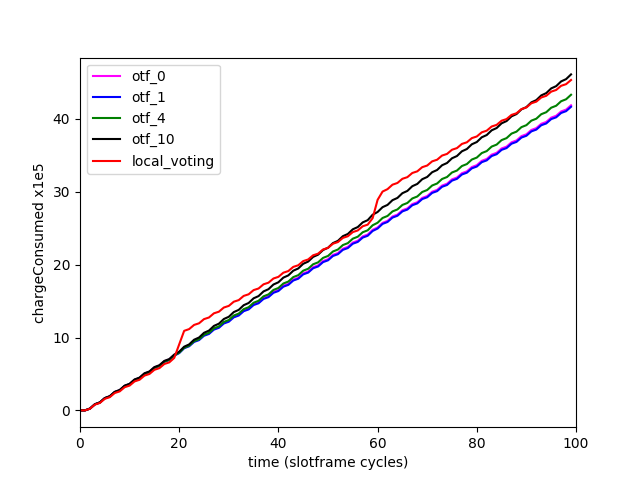 otf_0
otf_1
otf_4
otf_10
local_voting
40
30
20
10
0
chargeConsumed x1e5
0 20 40 60 80 100
time (slotframe cycles)